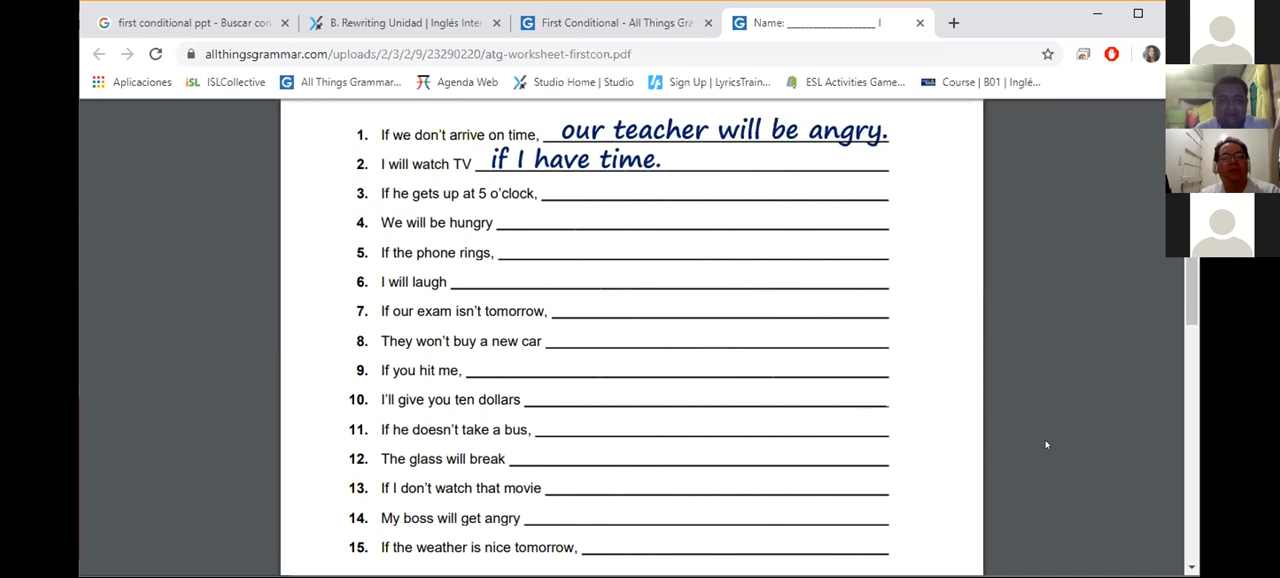 first conditional ppt - Buscar con
B. Rewriting Unidad | Inglés Inter
First Conditional - All Things Gra
Name: ___________________ I
allthingsgrammar.com/uploads/2/3/2/9/23290220/atg-worksheet-firstcon.pdf
Aplicaciones iSL ISLCollective All Things Grammar... Agenda Web Studio Home | Studio Sign Up | LyricsTrain... ESL Activities Game... Course | B01 | Inglé...
1. If we don't arrive on time, our teacher will be angry.
2. I will watch TV if I have time.
3. If he gets up at 5 o'clock,
4. We will be hungry
5. If the phone rings,
6. I will laugh
7. If our exam isn't tomorrow,
8. They won't buy a new car
9. If you hit me,
10. I'll give you ten dollars
11. If he doesn't take a bus,
12. The glass will break
13. If I don't watch that movie
14. My boss will get angry
15. If the weather is nice tomorrow,